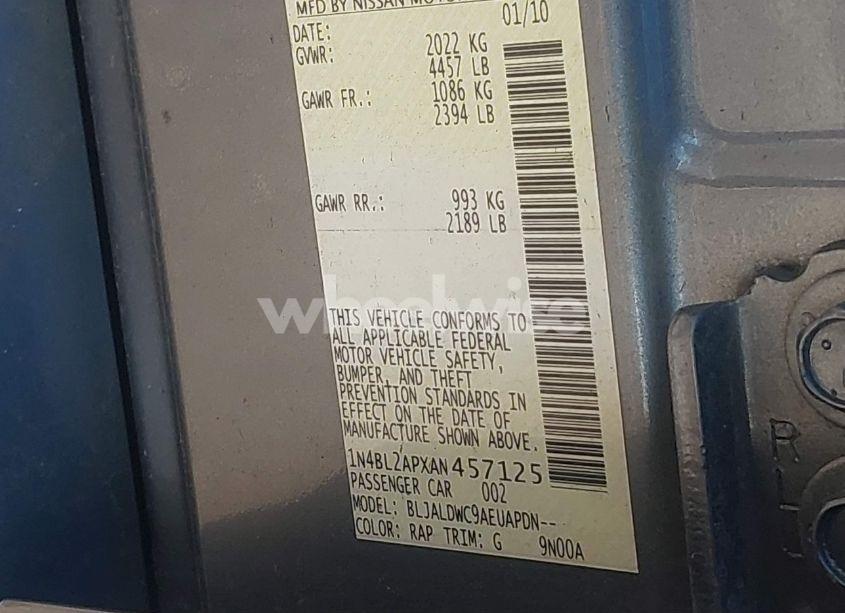 MFD BY NISSAN MOTOR
DATE: 01/10
GVWR: 2022 KG
4457 LB
GAWR FR.: 1086 KG
2394 LB
GAWR RR.: 993 KG
2189 LB
wheelwise
THIS VEHICLE CONFORMS TO
ALL APPLICABLE FEDERAL
MOTOR VEHICLE SAFETY,
BUMPER, AND THEFT
PREVENTION STANDARDS IN
EFFECT ON THE DATE OF
MANUFACTURE SHOWN ABOVE.
1N4BL2APXAN457125
PASSENGER CAR 002
MODEL: BLJALDWC9AEUAPDN--
COLOR: RAP TRIM: G 9N00A
R
L